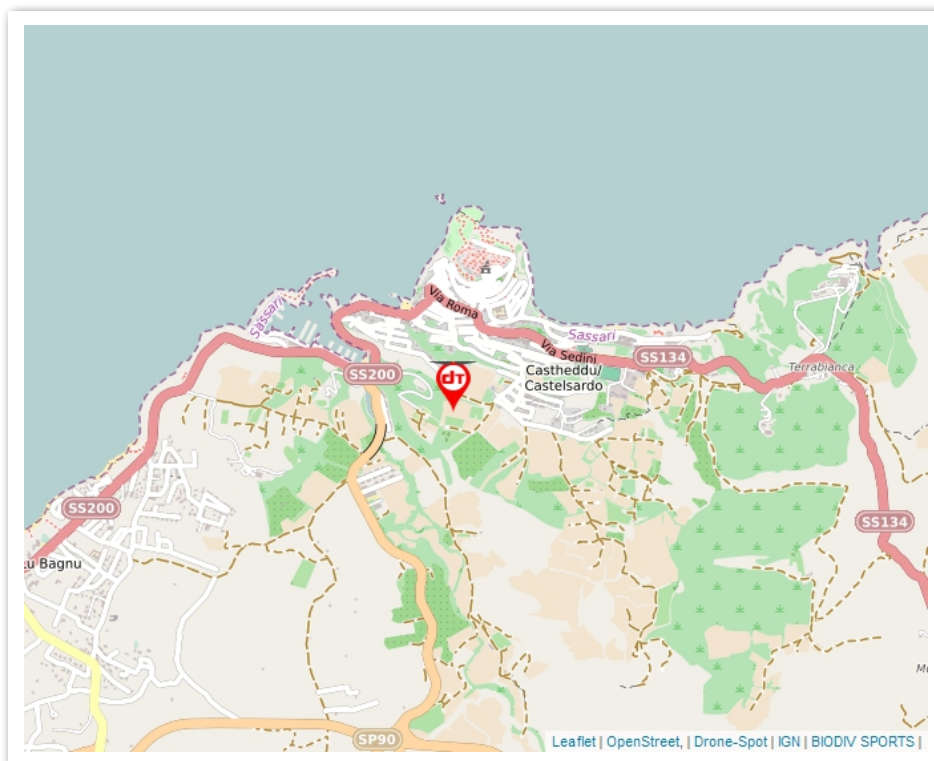 Sassari
Via Roma
Sassari
Via Sedini
SS134
Castheddu/
Castelsardo
Terrabianca
SS200
dT
SS200
SS134
u Bagnu
SP90
Leaflet | OpenStreet, | Drone-Spot | IGN | BIODIV SPORTS |